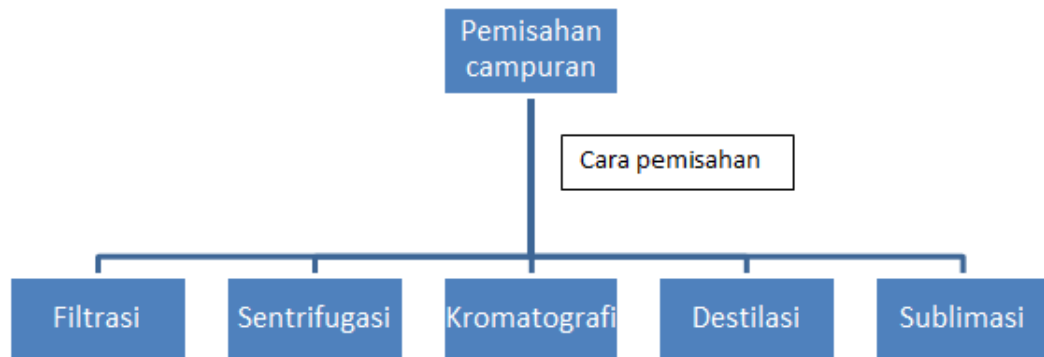 Pemisahan
campuran
Cara pemisahan
Filtrasi
Sentrifugasi
Kromatografi
Destilasi
Sublimasi